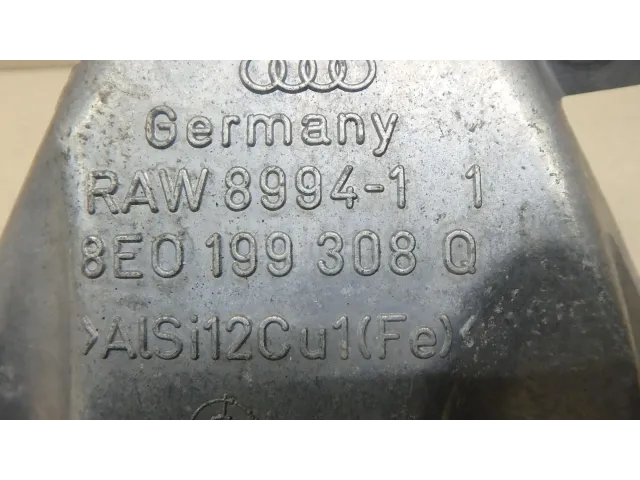 Germany
RAW 8994-1 1
8E0 199 308 Q
>AlSi12Cu1(Fe)<